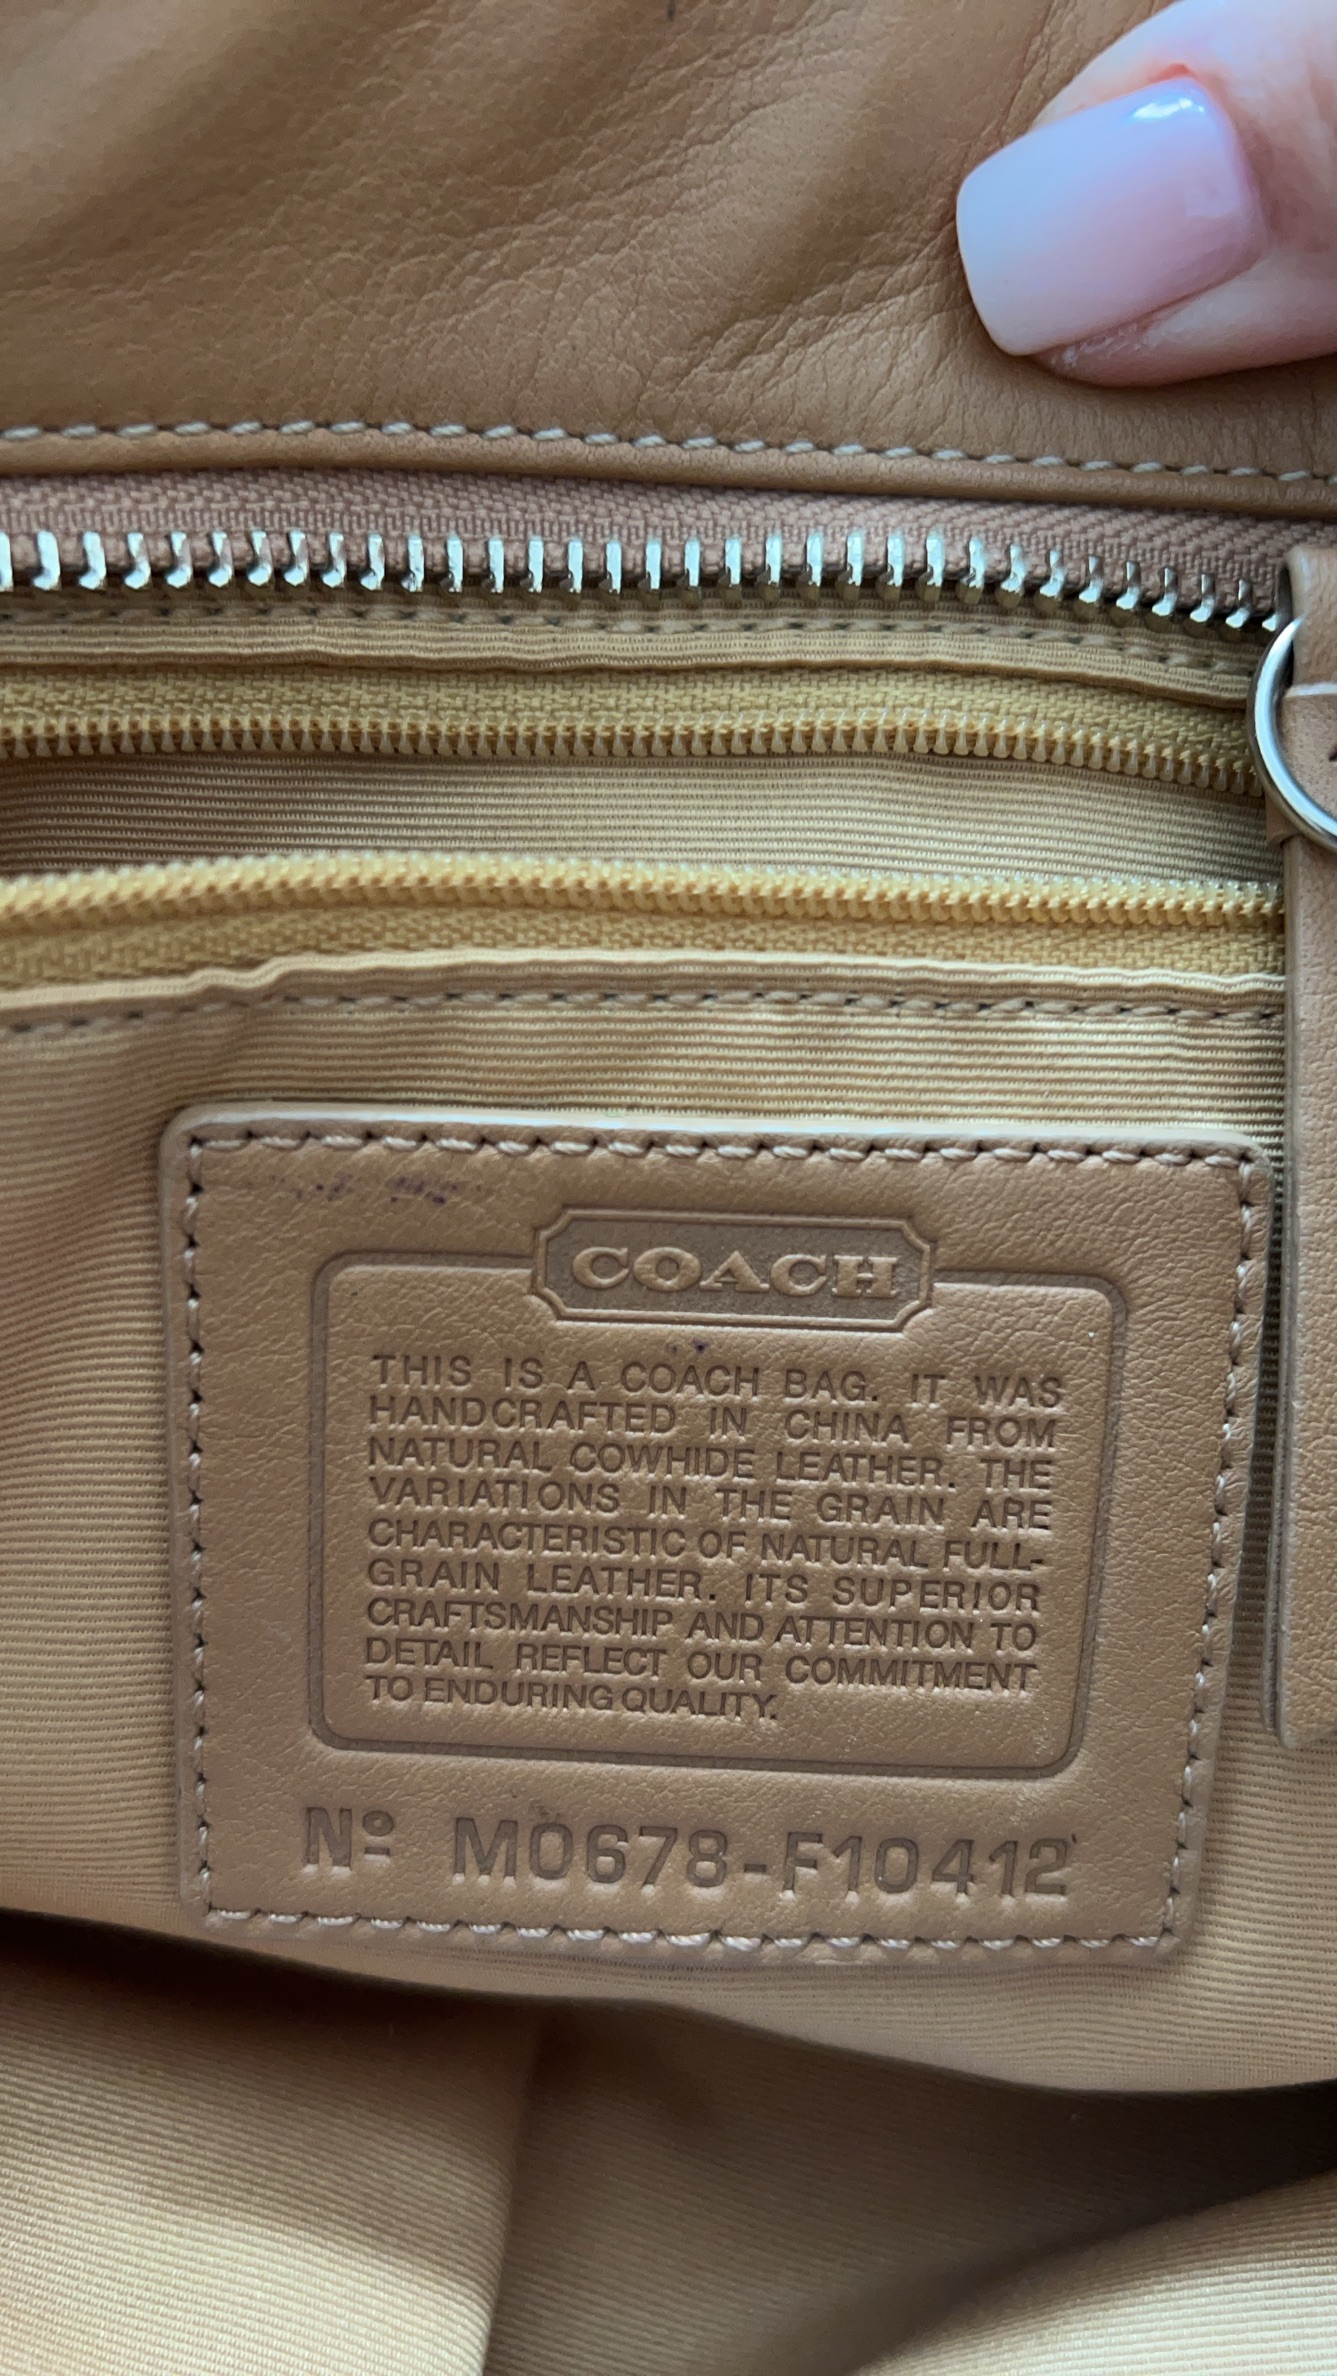 COACH
THIS IS A COACH BAG. IT WAS
HANDCRAFTED IN CHINA FROM
NATURAL COWHIDE LEATHER. THE
VARIATIONS IN THE GRAIN ARE
CHARACTERISTIC OF NATURAL FULL-
GRAIN LEATHER. ITS SUPERIOR
CRAFTSMANSHIP AND ATTENTION TO
DETAIL REFLECT OUR COMMITMENT
TO ENDURING QUALITY.
Nº M0678-F10412